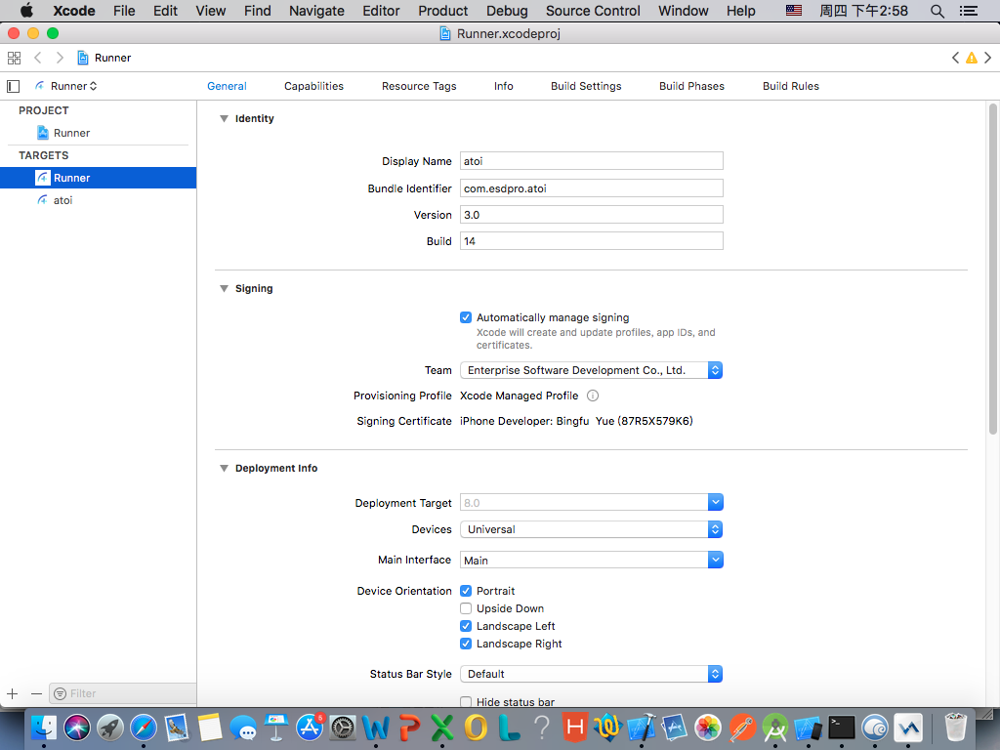 Xcode File Edit View Find Navigate Editor Product Debug Source Control Window Help 周四 下午2:58
Runner.xcodeproj
Runner
Runner General Capabilities Resource Tags Info Build Settings Build Phases Build Rules
PROJECT
Runner
TARGETS
Runner
atoi
Identity
Display Name atoi
Bundle Identifier com.esdpro.atoi
Version 3.0
Build 14
Signing
Automatically manage signing
Xcode will create and update profiles, app IDs, and
certificates.
Team Enterprise Software Development Co., Ltd.
Provisioning Profile Xcode Managed Profile
Signing Certificate iPhone Developer: Bingfu Yue (87R5X579K6)
Deployment Info
Deployment Target 8.0
Devices Universal
Main Interface Main
Device Orientation Portrait
Upside Down
Landscape Left
Landscape Right
Status Bar Style Default
Hide status bar
Filter
5
W P X O L ? H